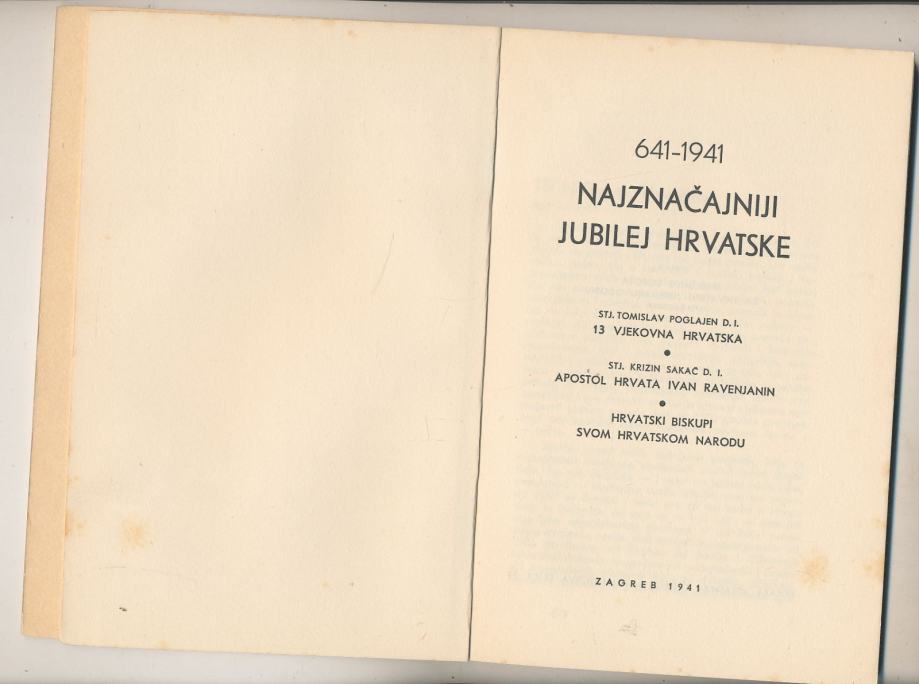 641-1941
NAJZNAČAJNIJI
JUBILEJ HRVATSKE
STJ. TOMISLAV POGLAJEN D. I.
13 VJEKOVNA HRVATSKA
STJ. KRIZIN SAKAČ D. I.
APOSTOL HRVATA IVAN RAVENJANIN
HRVATSKI BISKUPI
SVOM HRVATSKOM NARODU
ZAGREB 1941